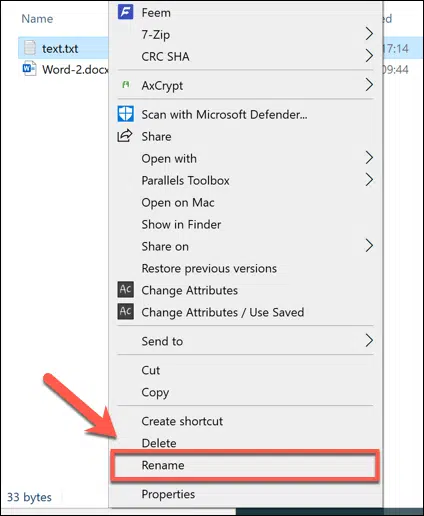 Feem
7-Zip
ed
text.txt
17:14
CRC SHA
Word-2.docx
09:44
AxCrypt
Scan with Microsoft Defender...
Share
Open with
Parallels Toolbox
Open on Mac
Show in Finder
Share on
Restore previous versions
Ac Change Attributes
Ac Change Attributes / Use Saved
Send to
Cut
Copy
Create shortcut
Delete
Rename
33 bytes
Properties